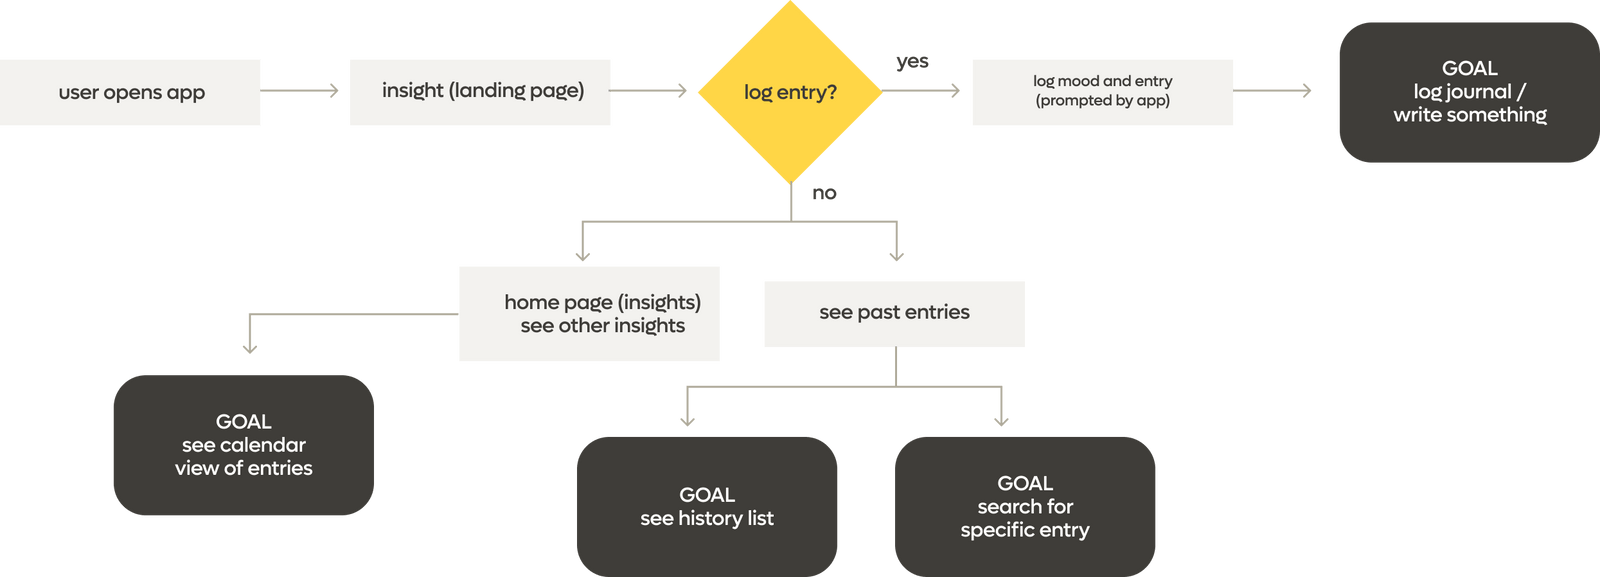 user opens app
insight (landing page)
log entry?
yes
log mood and entry
(prompted by app)
GOAL
log journal /
write something
no
home page (insights)
see other insights
see past entries
GOAL
see calendar
view of entries
GOAL
see history list
GOAL
search for
specific entry